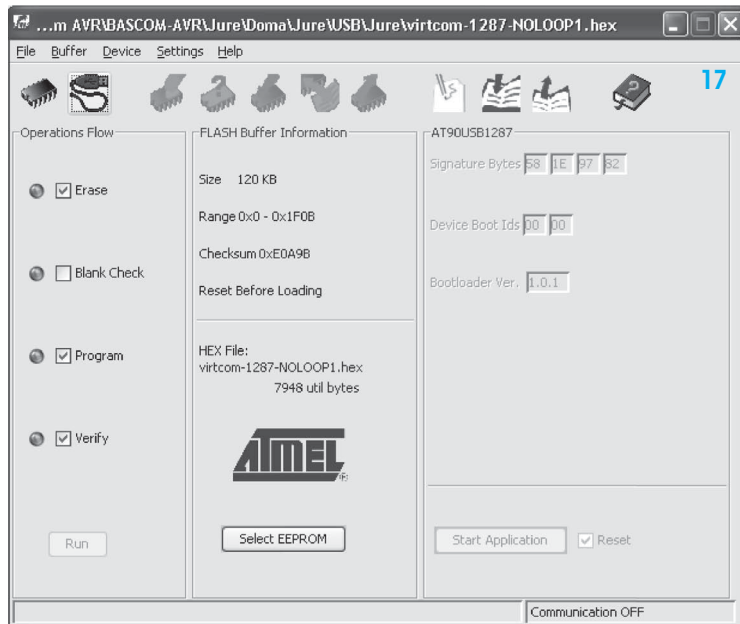 ...m AVR\BASCOM-AVR\Jure\Doma\Jure\USB\Jure\virtcom-1287-NOLOOP1.hex
File Buffer Device Settings Help
17
Operations Flow
Erase
Blank Check
Program
Verify
Run
FLASH Buffer Information
Size 120 KB
Range 0x0 - 0x1F0B
Checksum 0xE0A9B
Reset Before Loading
HEX File:
virtcom-1287-NOLOOP1.hex
7948 util bytes
ATMEL®
Select EEPROM
AT90USB1287
Signature Bytes 58 1E 97 82
Device Boot Ids 00 00
Bootloader Ver. 1.0.1
Start Application Reset
Communication OFF